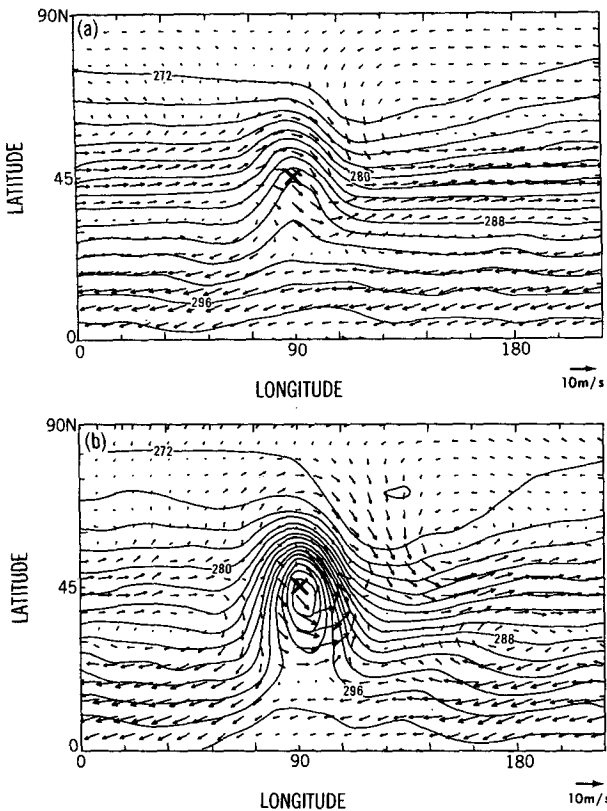 90N
(a)
272
LATITUDE
45
280
288
296
0
0
90
180
LONGITUDE
10m/s
90N
(b)
272
280
LATITUDE
45
288
296
0
0
90
180
LONGITUDE
10m/s